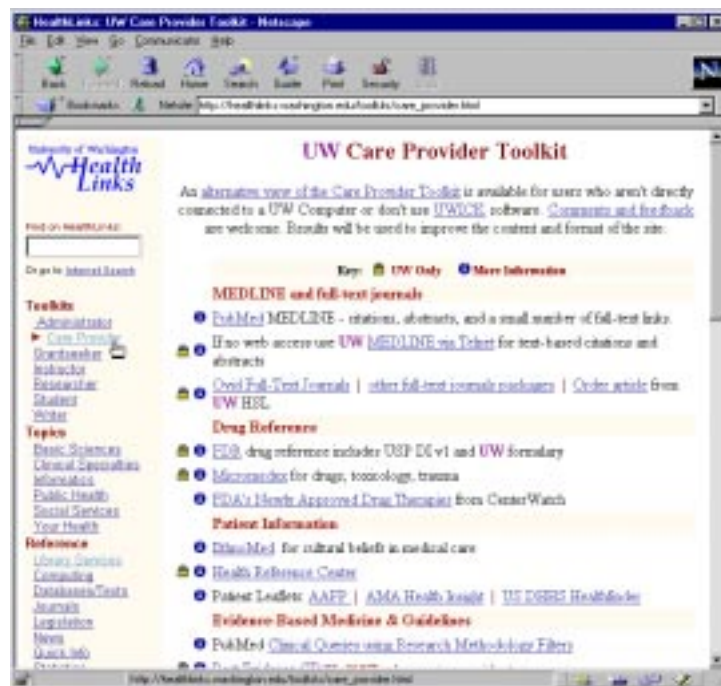 HealthLinks: UW Care Provider Toolkit - Netscape
File Edit View Go Communicator Help
Back Forward Reload Home Search Guide Print Security Stop
Bookmarks Netsite: http://healthlinks.washington.edu/toolkits/care_provider.html
University of Washington
Health
Links
Find on HealthLinks:
Or go to Internet Search
Toolkits
Administrator
Care Provider
Grantseeker
Instructor
Researcher
Student
Writer
Topics
Basic Sciences
Clinical Specialties
Informatics
Public Health
Social Services
Your Health
Reference
Library Services
Computing
Databases/Texts
Journals
Legislation
News
Quick Info
Statistics
UW Care Provider Toolkit
An alternative view of the Care Provider Toolkit is available for users who aren't directly
connected to a UW Computer or don't use UWICK software. Comments and feedback
are welcome. Results will be used to improve the content and format of the site.
Key: UW Only More Information
MEDLINE and full-text journals
PubMed MEDLINE - citations, abstracts, and a small number of full-text links.
If no web access use UW MEDLINE via Telnet for text-based citations and
abstracts
Ovid Full-Text Journals | other full-text journals packages | Order article from
UW HSL
Drug Reference
drug reference includes USP DI v1 and UW formulary
Micromedex for drugs, toxicology, trauma
FDA's Newly Approved Drug Therapies from CenterWatch
Patient Information
EthnoMed for cultural beliefs in medical care
Health Reference Center
Patient Leaflets: AAFP | AMA Health Insight | US DHHS Healthfinder
Evidence-Based Medicine & Guidelines
PubMed Clinical Queries using Research Methodology Filters
http://healthlinks.washington.edu/toolkits/care_provider.html